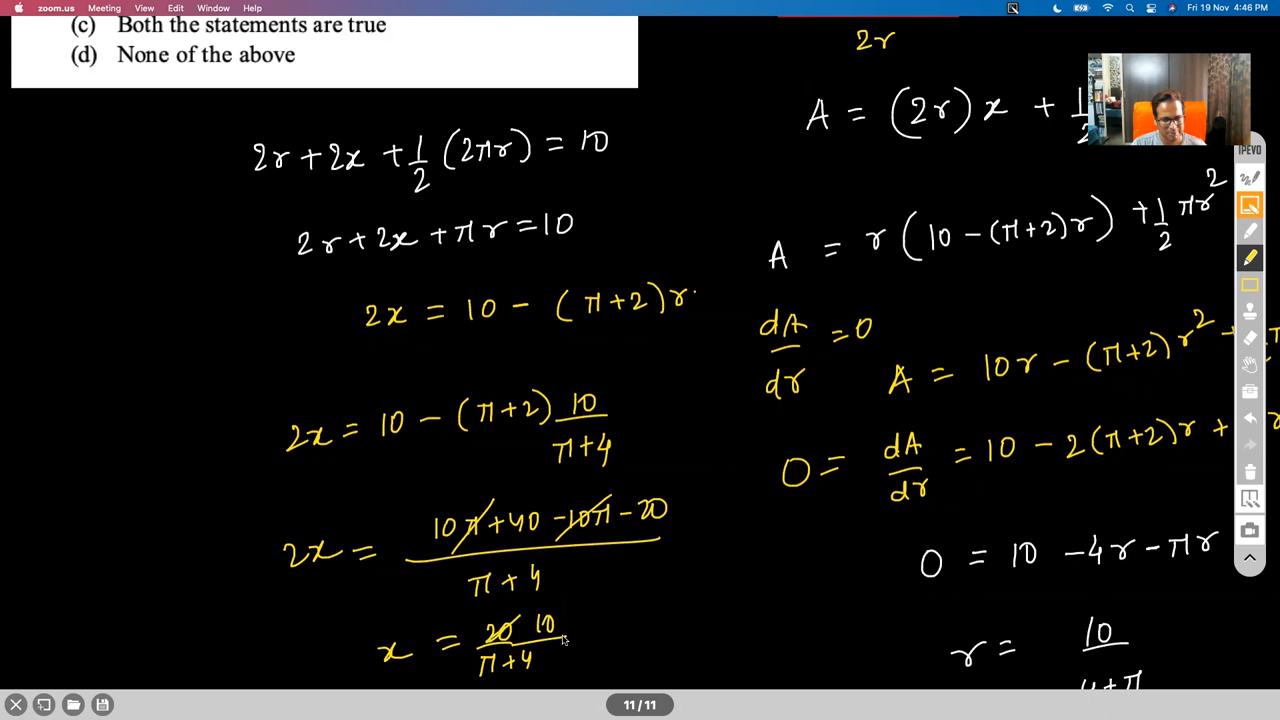 zoom.us Meeting View Edit Window Help Fri 19 Nov 4:46 PM
(c) Both the statements are true
(d) None of the above
2r + 2x + 1/2 (2πr) = 10
2r + 2x + πr = 10
2x = 10 - (π+2)r.
2x = 10 - (π+2) 10/(π+4)
2x = (10π + 40 - 10π - 20)/(π + 4)
x = 20 10/(π+4)
2r
A = (2r)x + 1/2
A = r(10 - (π+2)r) + 1/2 πr²
dA/dr = 0
A = 10r - (π+2)r² +
0 = dA/dr = 10 - 2(π+2)r +
0 = 10 - 4r - πr
r = 10/(4+π)
IPEVO
11/11